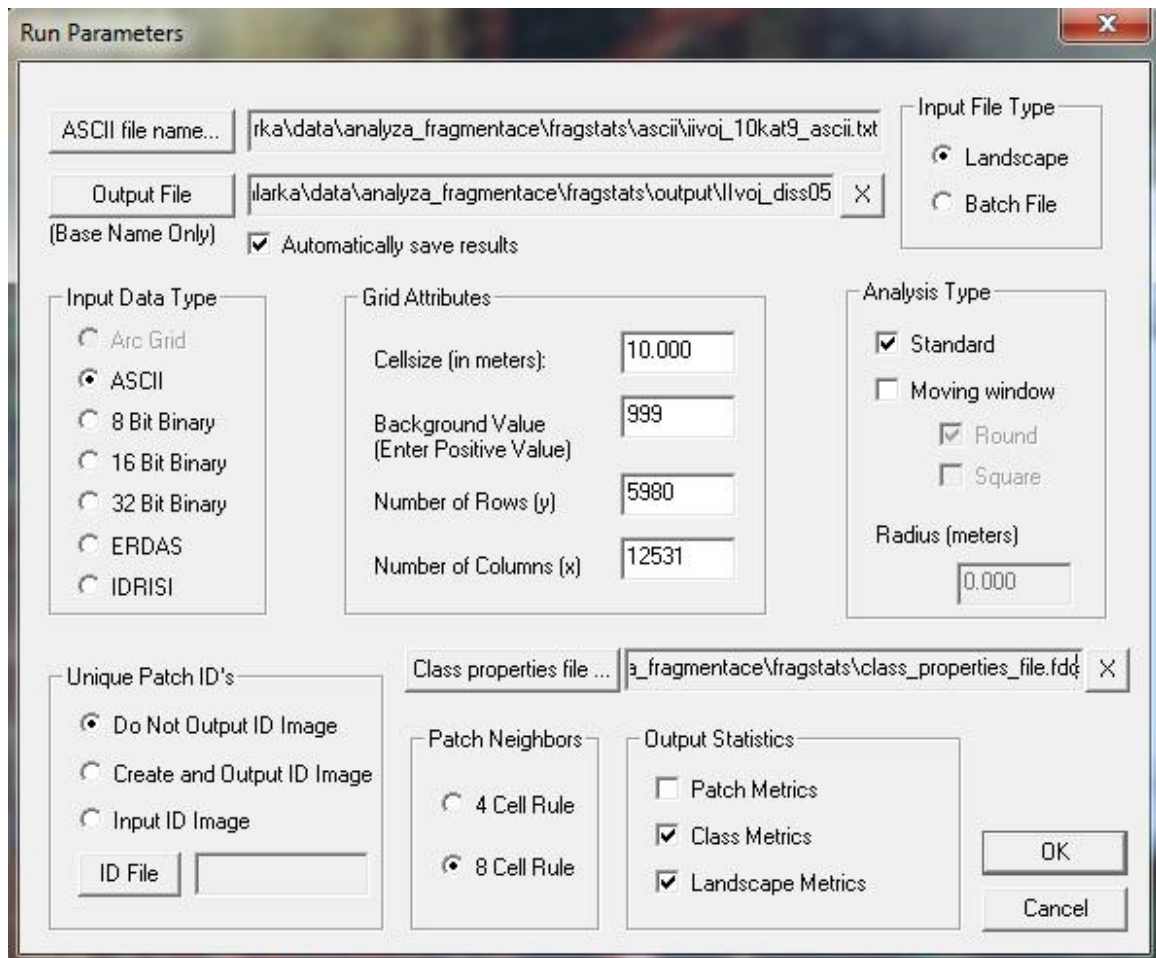 Run Parameters
X
ASCII file name...
rka\data\analyza_fragmentace\fragstats\ascii\iivoj_10kat9_ascii.txt
Output File
(Base Name Only)
ılarka\data\analyza_fragmentace\fragstats\output\IIvoj_diss05
X
Automatically save results
Input File Type
Landscape
Batch File
Input Data Type
Arc Grid
ASCII
8 Bit Binary
16 Bit Binary
32 Bit Binary
ERDAS
IDRISI
Grid Attributes
Cellsize (in meters):
10.000
Background Value
(Enter Positive Value)
999
Number of Rows (y)
5980
Number of Columns (x)
12531
Analysis Type
Standard
Moving window
Round
Square
Radius (meters)
0.000
Class properties file ...
a_fragmentace\fragstats\class_properties_file.fdc
X
Unique Patch ID's
Do Not Output ID Image
Create and Output ID Image
Input ID Image
ID File
Patch Neighbors
4 Cell Rule
8 Cell Rule
Output Statistics
Patch Metrics
Class Metrics
Landscape Metrics
OK
Cancel